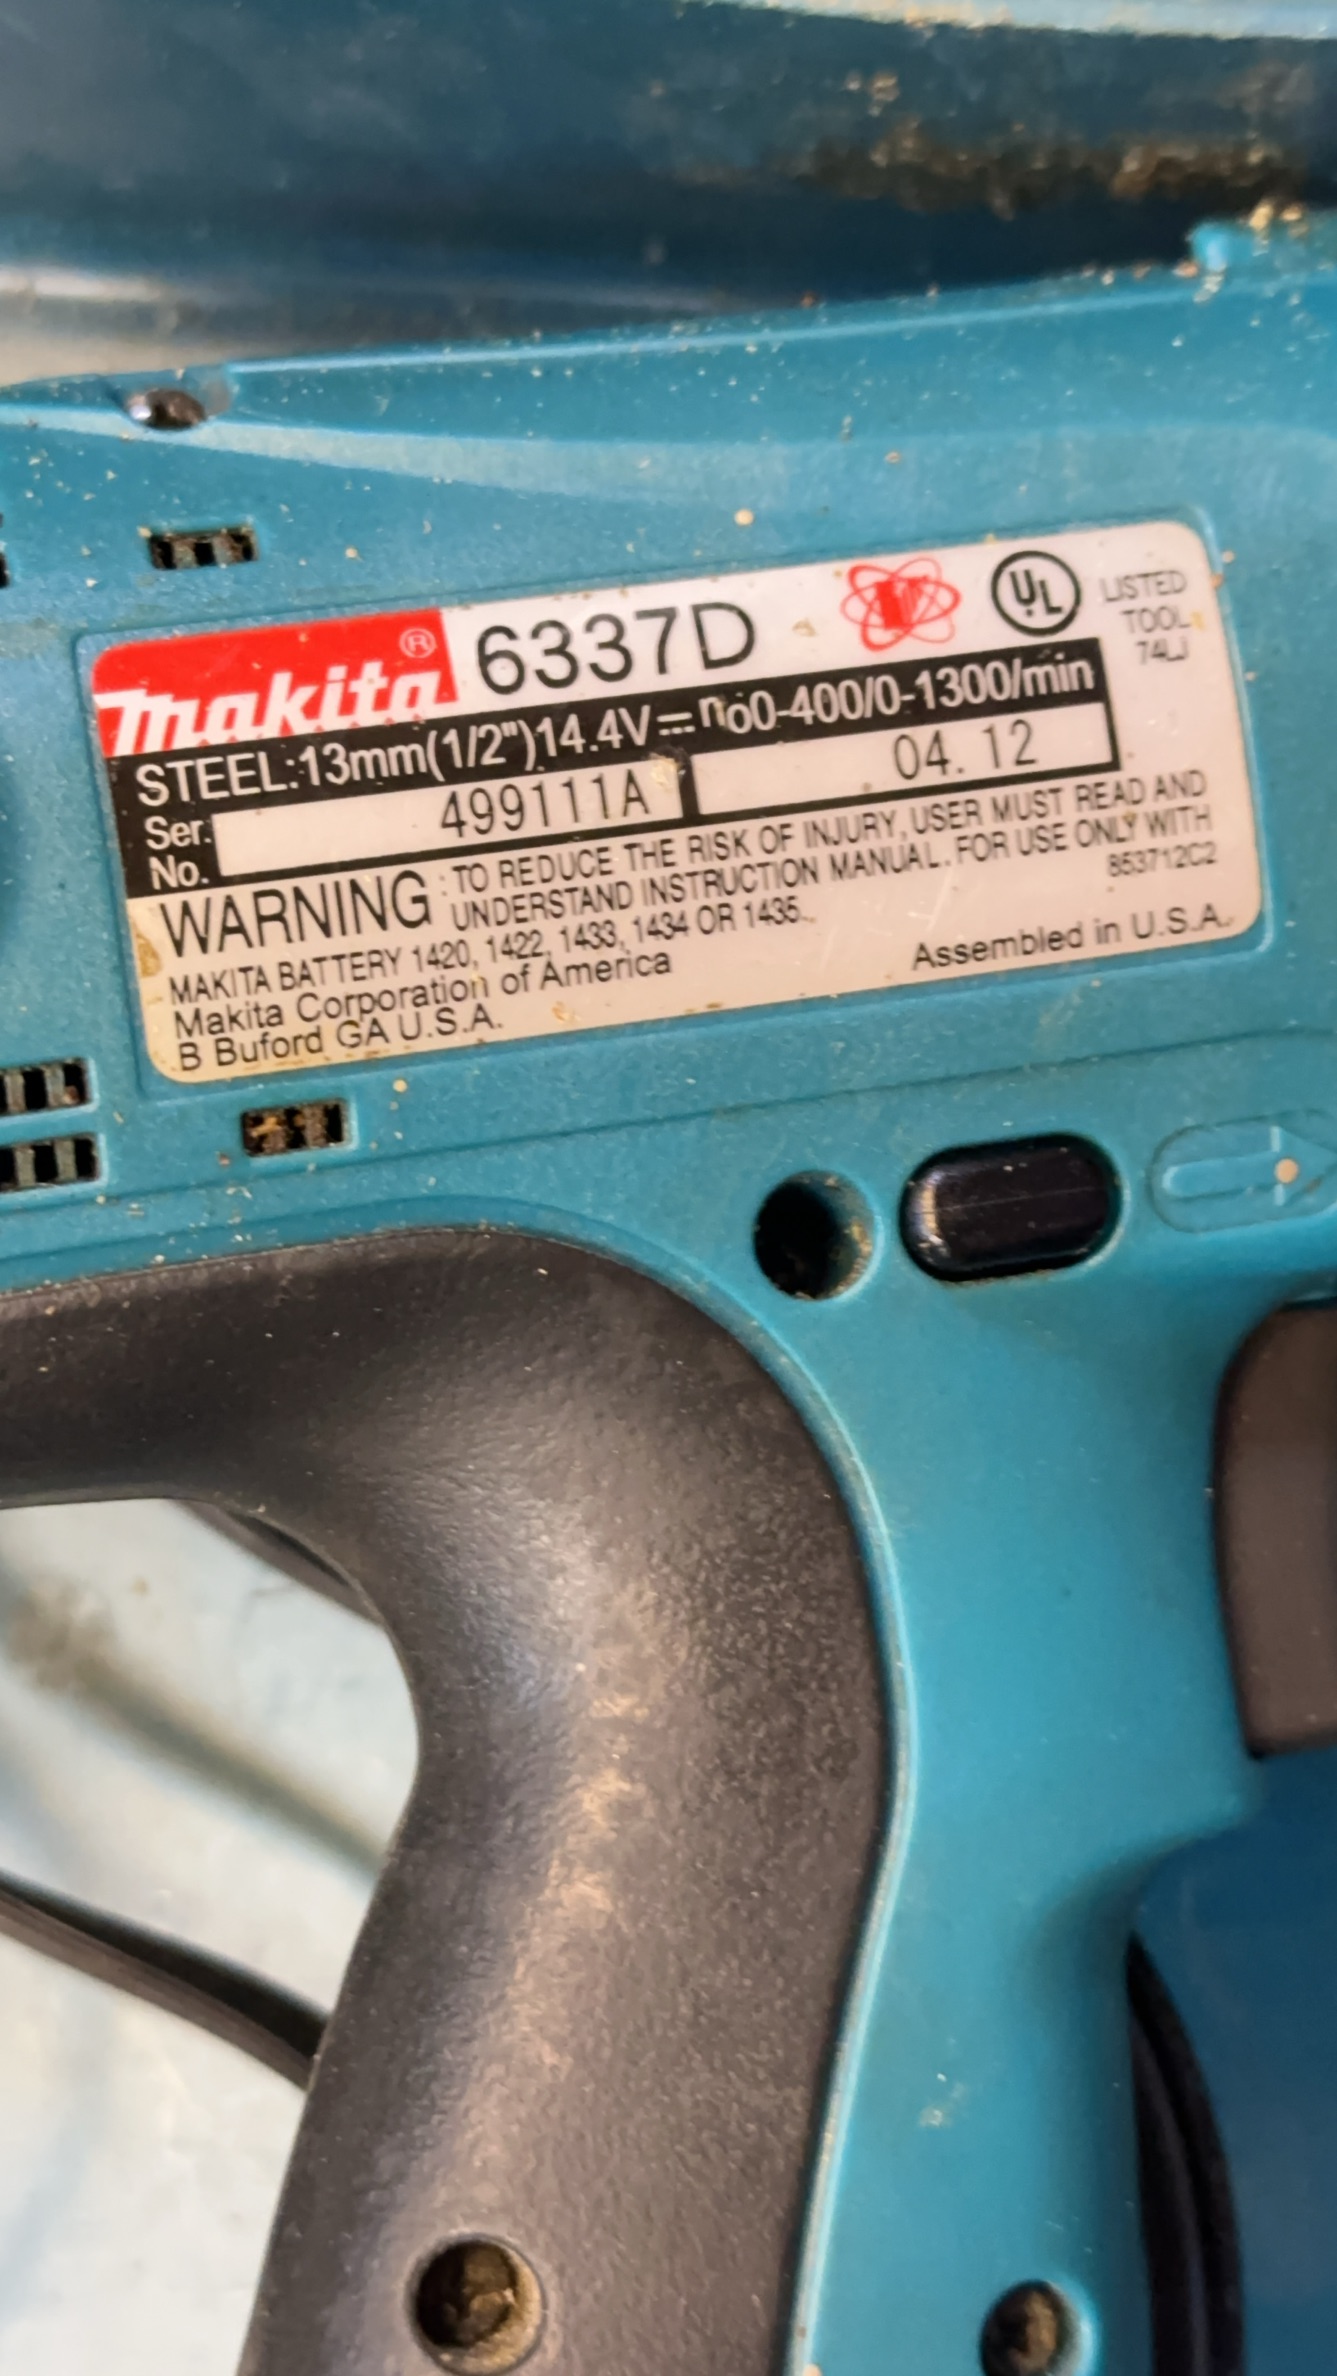 makita® 6337D
UL LISTED
TOOL
74LJ
STEEL:13mm(1/2")14.4V⎓n₀0-400/0-1300/min
Ser. No. 499111A 04. 12
WARNING : TO REDUCE THE RISK OF INJURY, USER MUST READ AND
UNDERSTAND INSTRUCTION MANUAL. FOR USE ONLY WITH
MAKITA BATTERY 1420, 1422, 1433, 1434 OR 1435.
853712C2
Makita Corporation of America
B Buford GA U.S.A.
Assembled in U.S.A.